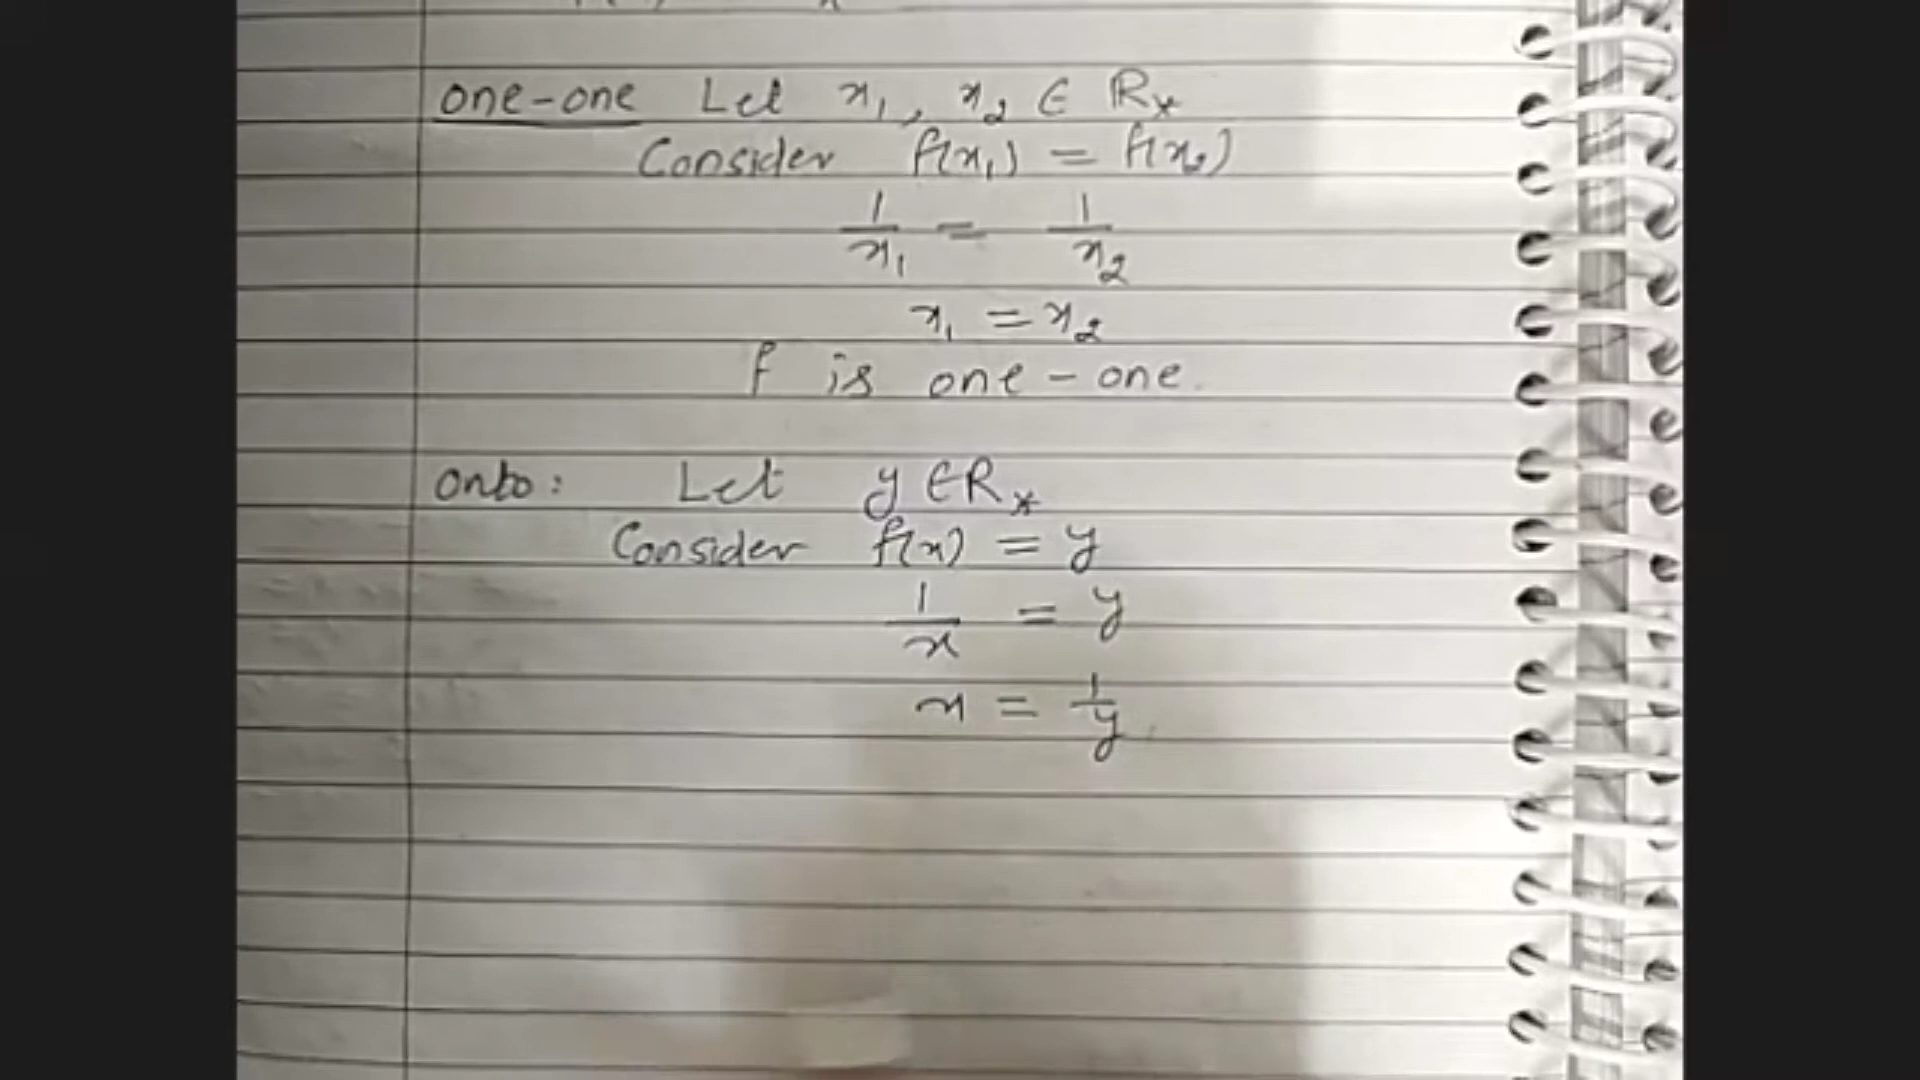 one-one Let x₁, x₂ ∈ R*
Consider f(x₁) = f(x₂)
1/x₁ = 1/x₂
x₁ = x₂
f is one-one.
onto: Let y ∈ R*
Consider f(x) = y
1/x = y
x = 1/y